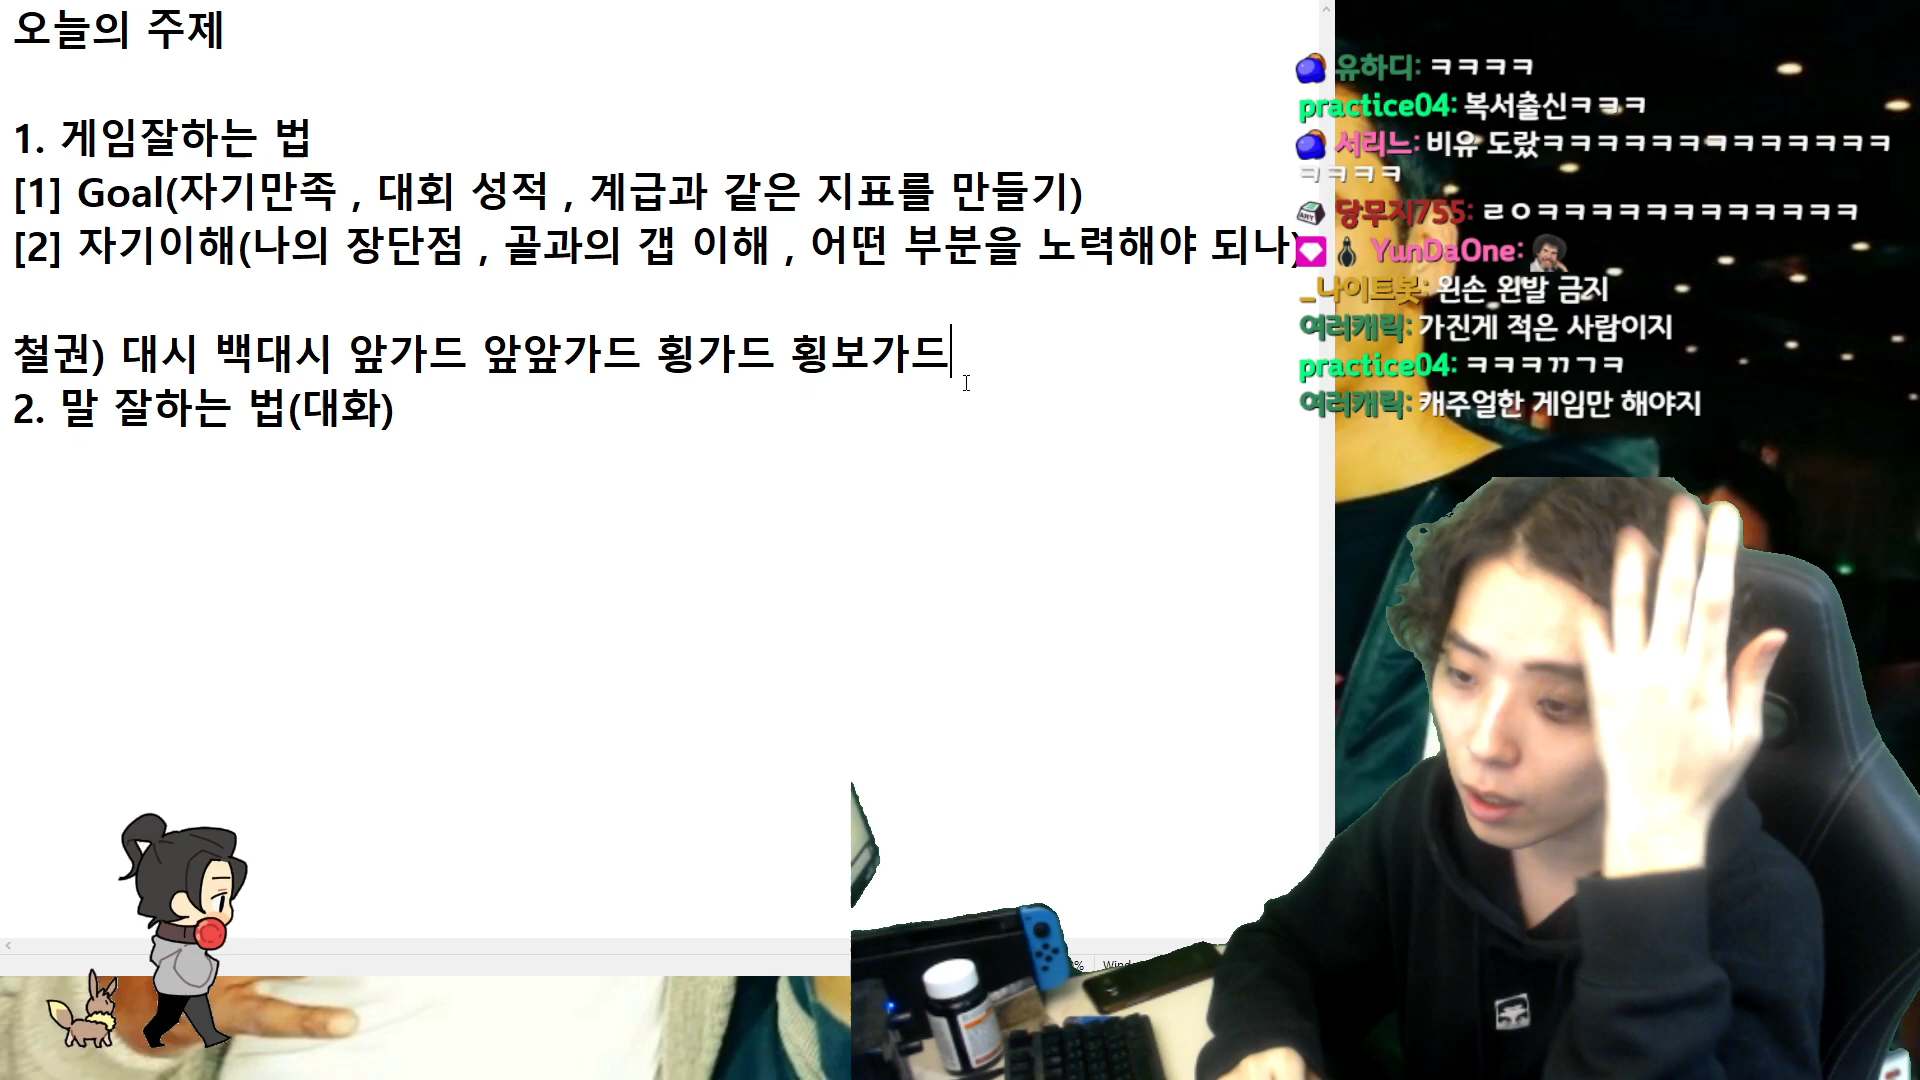 오늘의 주제
1. 게임잘하는 법
[1] Goal(자기만족 , 대회 성적 , 계급과 같은 지표를 만들기)
[2] 자기이해(나의 장단점 , 골과의 갭 이해 , 어떤 부분을 노력해야 되나)
철권) 대시 백대시 앞가드 앞앞가드 횡가드 횡보가드
2. 말 잘하는 법(대화)
유하디: ㅋㅋㅋㅋ
practice04: 복서출신ㅋㅋㅋ
서리느: 비유 도랐ㅋㅋㅋㅋㅋㅋㅋㅋㅋㅋㅋㅋㅋ
ㅋㅋㅋㅋ
당무지755: ㄹㅇㅋㅋㅋㅋㅋㅋㅋㅋㅋㅋㅋㅋ
YunDaOne:
_나이트봇: 왼손 왼발 금지
여러캐릭: 가진게 적은 사람이지
practice04: ㅋㅋㅋㄲㄱㅋ
여러캐릭: 캐주얼한 게임만 해야지